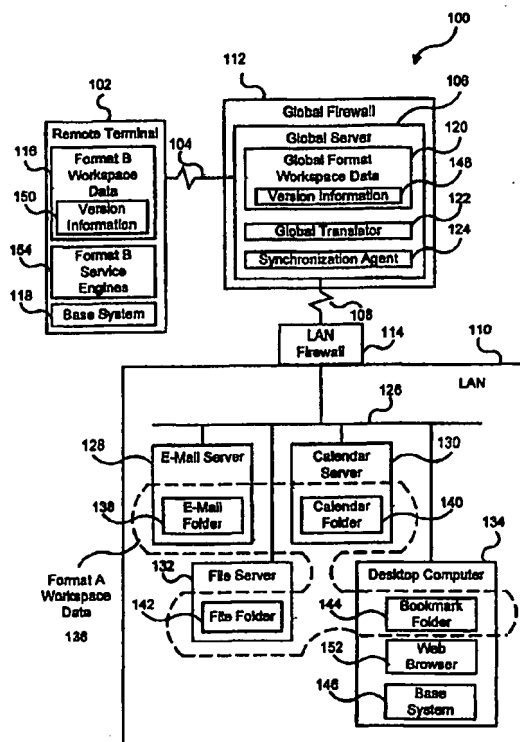 100
112
106
102
Global Firewall
Remote Terminal
Global Server
120
116
Format B
Workspace
Data
104
Global Format
Workspace Data
148
150
Version
Information
Version Information
122
Global Translator
124
154
Format B
Service
Engines
Synchronization Agent
118
Base System
108
LAN
Firewall
114
110
LAN
126
128
E-Mail Server
Calendar
Server
130
138
E-Mail
Folder
Calendar
Folder
140
134
132
File Server
Desktop Computer
Format A
Workspace
Data
136
142
File Folder
144
Bookmark
Folder
152
Web
Browser
146
Base
System